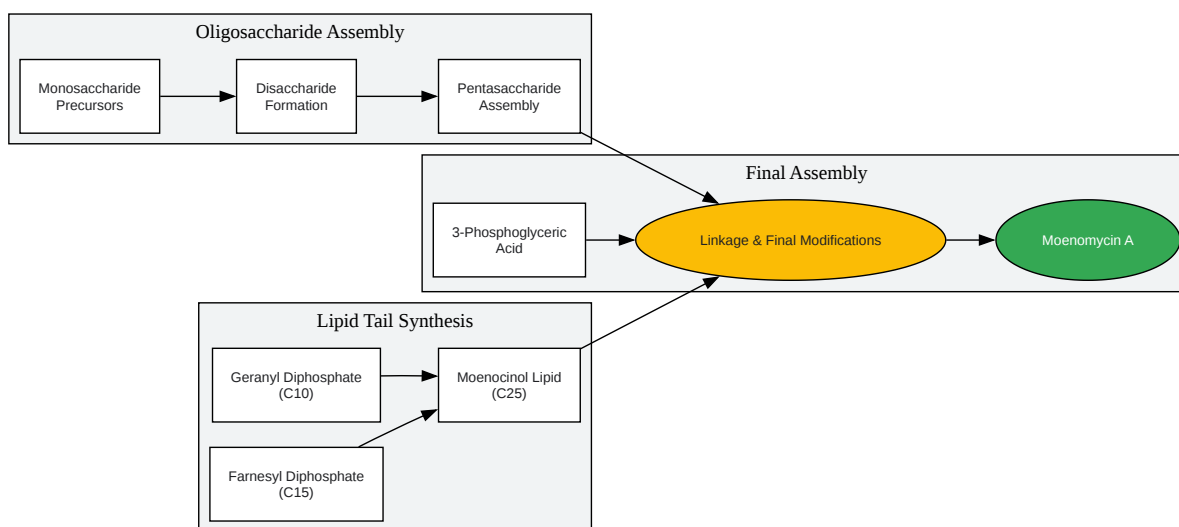 Oligosaccharide Assembly
Monosaccharide
Precursors
Disaccharide
Formation
Pentasaccharide
Assembly
Final Assembly
3-Phosphoglyceric
Acid
Linkage & Final Modifications
Moenomycin A
Lipid Tail Synthesis
Geranyl Diphosphate
(C10)
Moenocinol Lipid
(C25)
Farnesyl Diphosphate
(C15)